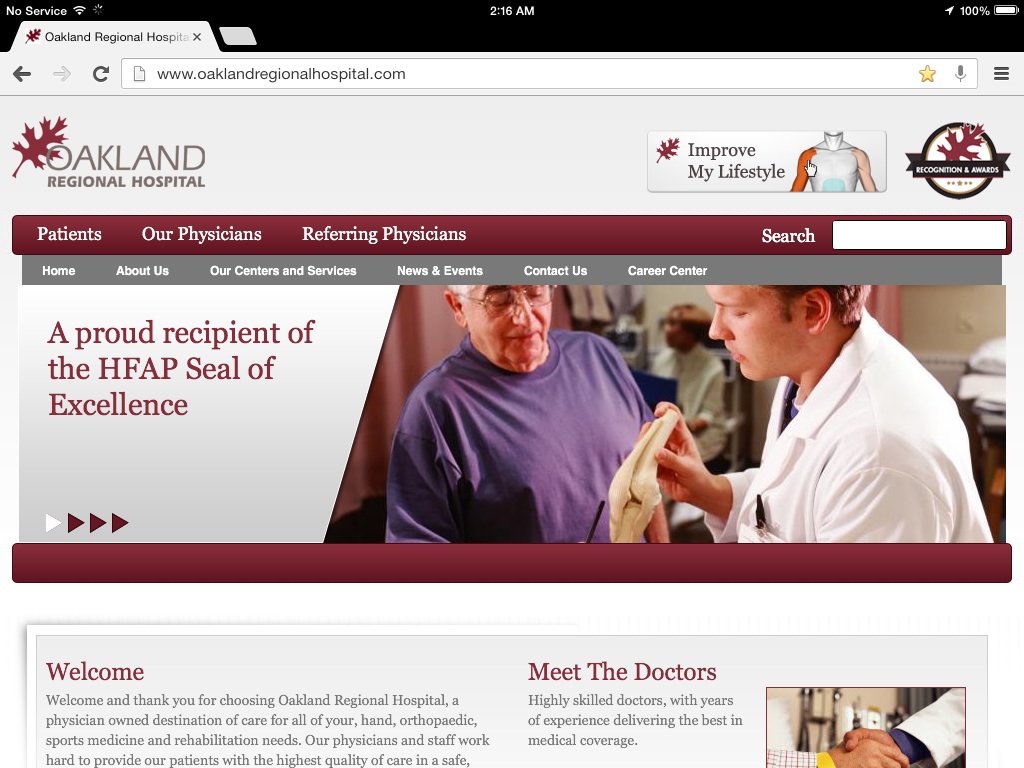 No Service
2:16 AM
100%
Oakland Regional Hospita
www.oaklandregionalhospital.com
OAKLAND
REGIONAL HOSPITAL
Improve
My Lifestyle
RECOGNITION & AWARDS
Patients Our Physicians Referring Physicians Search
Home About Us Our Centers and Services News & Events Contact Us Career Center
A proud recipient of
the HFAP Seal of
Excellence
Welcome
Welcome and thank you for choosing Oakland Regional Hospital, a
physician owned destination of care for all of your, hand, orthopaedic,
sports medicine and rehabilitation needs. Our physicians and staff work
hard to provide our patients with the highest quality of care in a safe,
Meet The Doctors
Highly skilled doctors, with years
of experience delivering the best in
medical coverage.